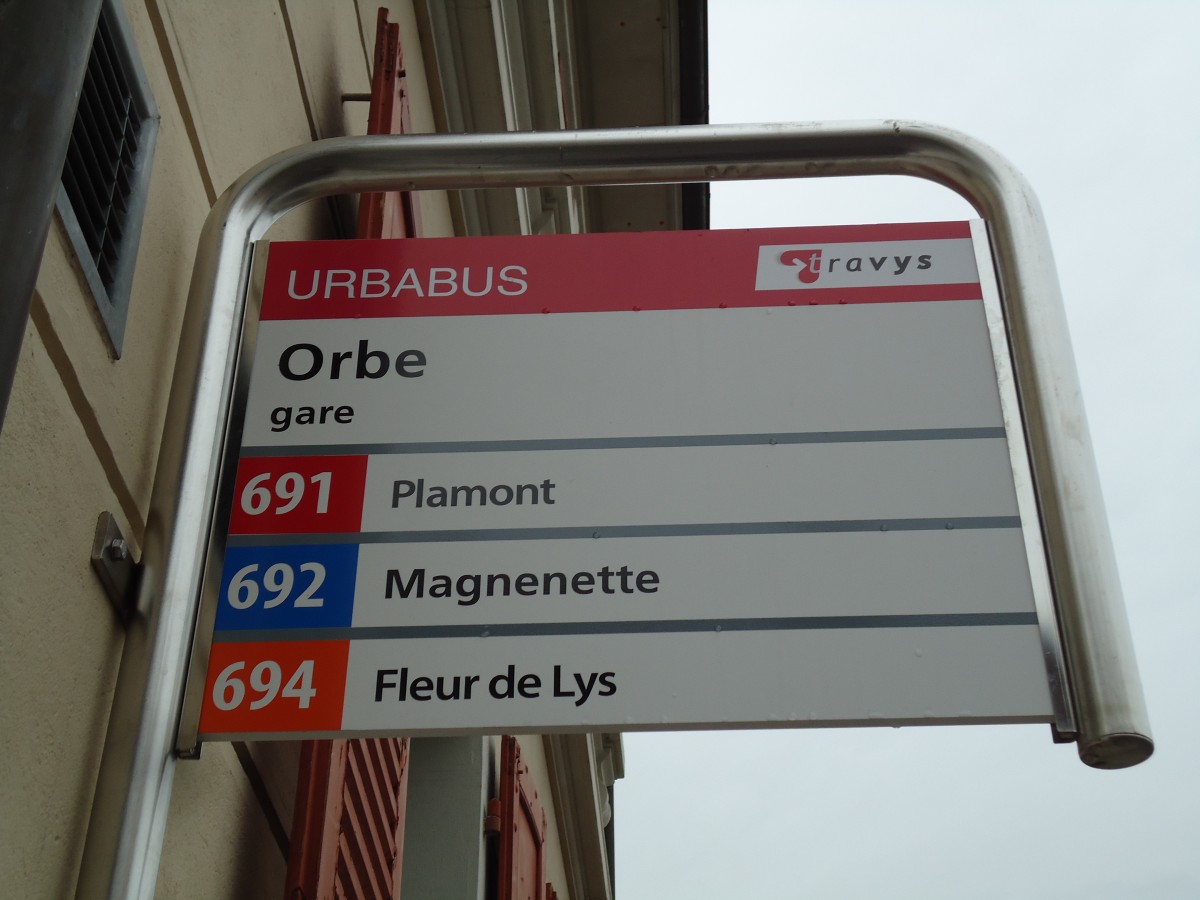 URBABUS travys
Orbe
gare
691 Plamont
692 Magnenette
694 Fleur de Lys